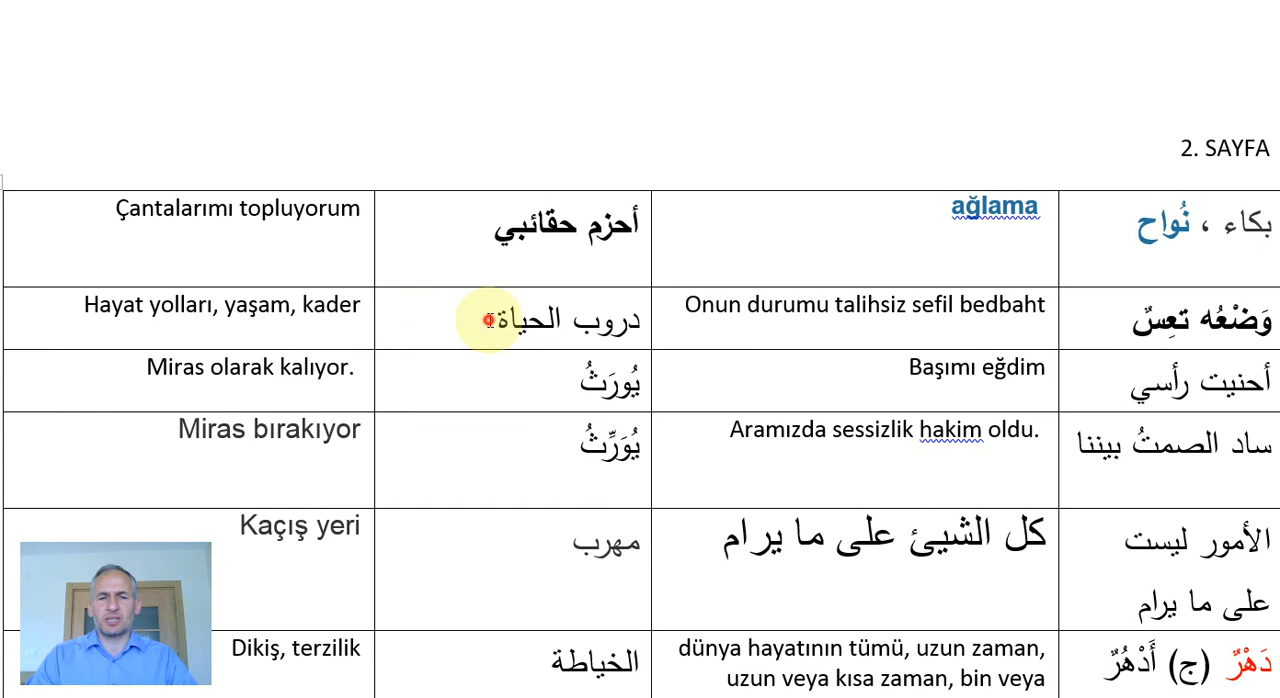 2. SAYFA
بكاء ، نُواح
ağlama
أحزم حقائبي
Çantalarımı topluyorum
وَضْعُه تعِسٌ
Onun durumu talihsiz sefil bedbaht
دروب الحياة
Hayat yolları, yaşam, kader
أحنيت رأسي
Başımı eğdim
يُورَثُ
Miras olarak kalıyor.
ساد الصمتُ بيننا
Aramızda sessizlik hakim oldu.
يُوَرِّثُ
Miras bırakıyor
الأمور ليست
على ما يرام
كل الشيئ على ما يرام
مهرب
Kaçış yeri
دَهْرٌ (ج) أَدْهُرٌ
dünya hayatının tümü, uzun zaman,
uzun veya kısa zaman, bin veya
الخياطة
Dikiş, terzilik